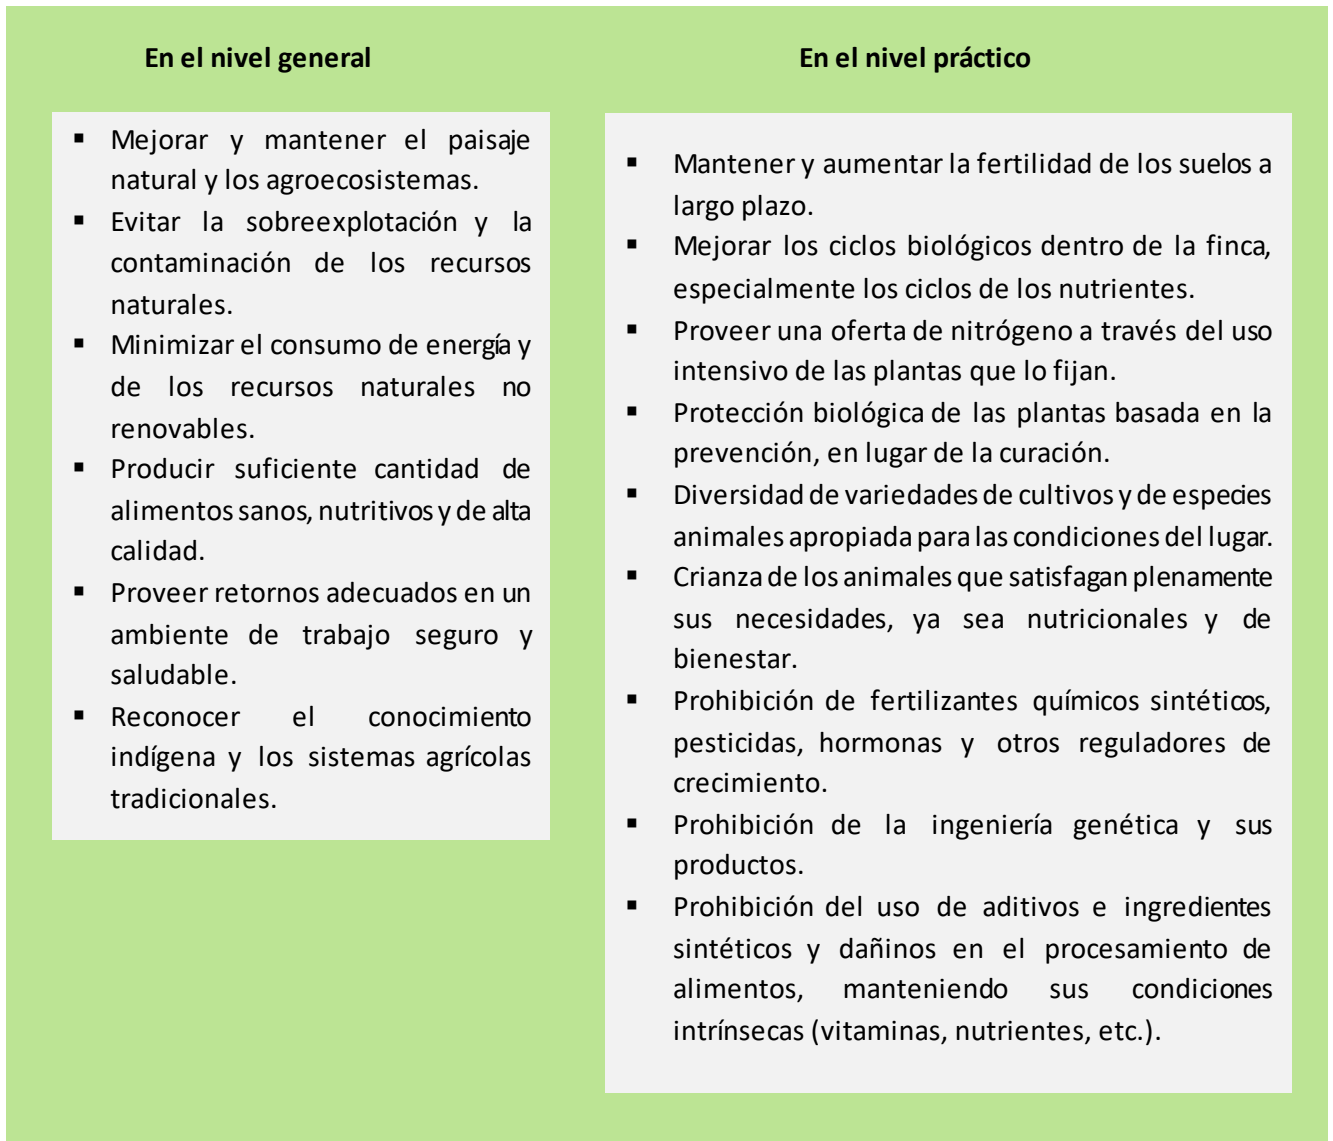 En el nivel general
▪ Mejorar y mantener el paisaje
natural y los agroecosistemas.
▪ Evitar la sobreexplotación y la
contaminación de los recursos
naturales.
▪ Minimizar el consumo de energía y
de los recursos naturales no
renovables.
▪ Producir suficiente cantidad de
alimentos sanos, nutritivos y de alta
calidad.
▪ Proveer retornos adecuados en un
ambiente de trabajo seguro y
saludable.
▪ Reconocer el conocimiento
indígena y los sistemas agrícolas
tradicionales.
En el nivel práctico
▪ Mantener y aumentar la fertilidad de los suelos a
largo plazo.
▪ Mejorar los ciclos biológicos dentro de la finca,
especialmente los ciclos de los nutrientes.
▪ Proveer una oferta de nitrógeno a través del uso
intensivo de las plantas que lo fijan.
▪ Protección biológica de las plantas basada en la
prevención, en lugar de la curación.
▪ Diversidad de variedades de cultivos y de especies
animales apropiada para las condiciones del lugar.
▪ Crianza de los animales que satisfagan plenamente
sus necesidades, ya sea nutricionales y de
bienestar.
▪ Prohibición de fertilizantes químicos sintéticos,
pesticidas, hormonas y otros reguladores de
crecimiento.
▪ Prohibición de la ingeniería genética y sus
productos.
▪ Prohibición del uso de aditivos e ingredientes
sintéticos y dañinos en el procesamiento de
alimentos, manteniendo sus condiciones
intrínsecas (vitaminas, nutrientes, etc.).